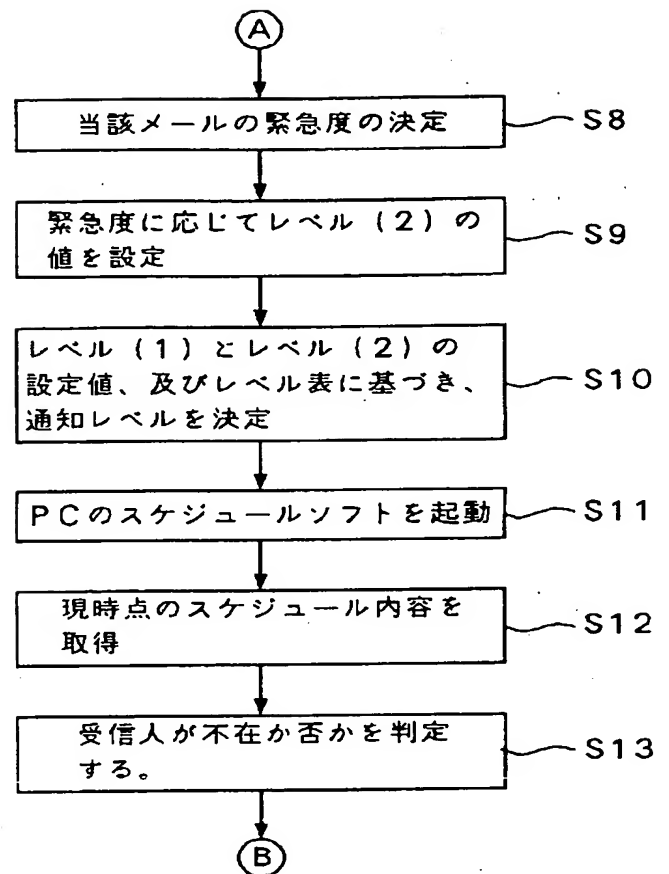 A
当該メールの緊急度の決定
S8
緊急度に応じてレベル（2）の
値を設定
S9
レベル（1）とレベル（2）の
設定値、及びレベル表に基づき、
通知レベルを決定
S10
PCのスケジュールソフトを起動
S11
現時点のスケジュール内容を
取得
S12
受信人が不在か否かを判定
する。
S13
B